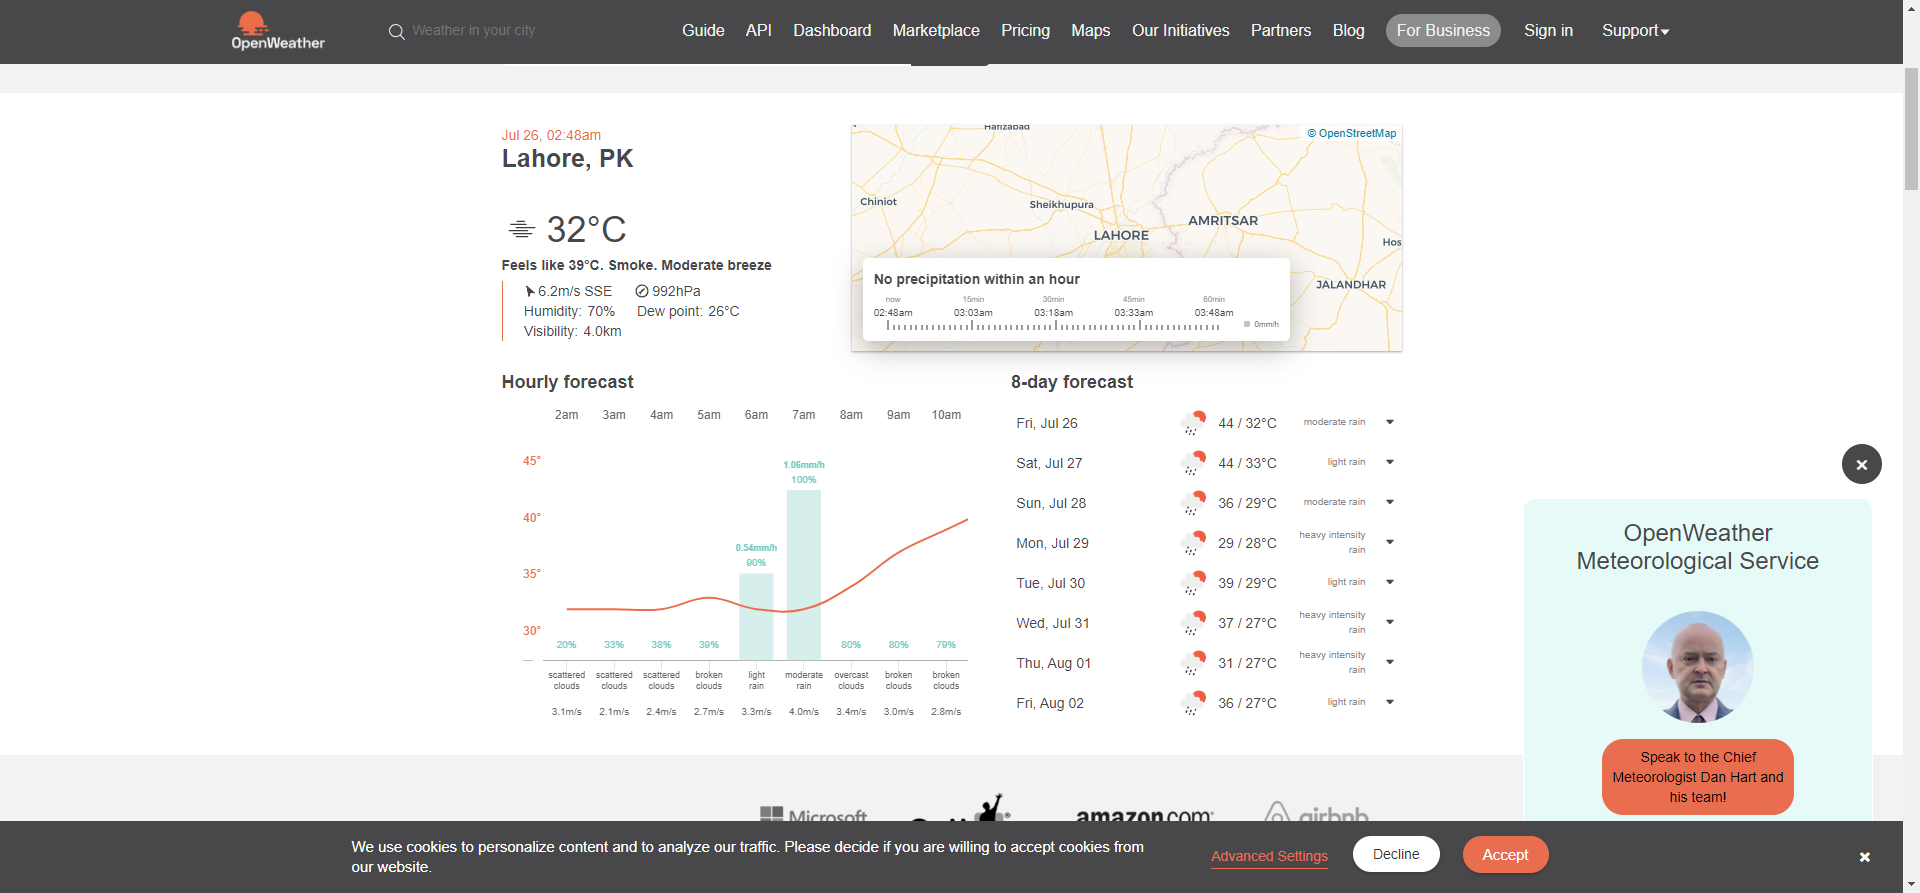 OpenWeather
Weather in your city
Guide API Dashboard Marketplace Pricing Maps Our Initiatives Partners Blog For Business Sign in Support
Jul 26, 02:48am
Lahore, PK
32°C
Feels like 39°C. Smoke. Moderate breeze
6.2m/s SSE 992hPa
Humidity: 70% Dew point: 26°C
Visibility: 4.0km
© OpenStreetMap
Hafizabad
Chiniot
Sheikhupura
LAHORE
AMRITSAR
Hos
JALANDHAR
No precipitation within an hour
now 15min 30min 45min 60min
02:48am 03:03am 03:18am 03:33am 03:48am
0mm/h
Hourly forecast
2am 3am 4am 5am 6am 7am 8am 9am 10am
45°
40°
35°
30°
1.06mm/h
100%
0.54mm/h
90%
20% 33% 38% 39% 80% 80% 79%
scattered scattered scattered broken light moderate overcast broken broken
clouds clouds clouds clouds rain rain clouds clouds clouds
3.1m/s 2.1m/s 2.4m/s 2.7m/s 3.3m/s 4.0m/s 3.4m/s 3.0m/s 2.8m/s
8-day forecast
Fri, Jul 26 44 / 32°C moderate rain
Sat, Jul 27 44 / 33°C light rain
Sun, Jul 28 36 / 29°C moderate rain
Mon, Jul 29 29 / 28°C heavy intensity
rain
Tue, Jul 30 39 / 29°C light rain
Wed, Jul 31 37 / 27°C heavy intensity
rain
Thu, Aug 01 31 / 27°C heavy intensity
rain
Fri, Aug 02 36 / 27°C light rain
OpenWeather
Meteorological Service
Speak to the Chief
Meteorologist Dan Hart and
his team!
Microsoft
amazon.com
airbnb
We use cookies to personalize content and to analyze our traffic. Please decide if you are willing to accept cookies from
our website.
Advanced Settings
Decline
Accept